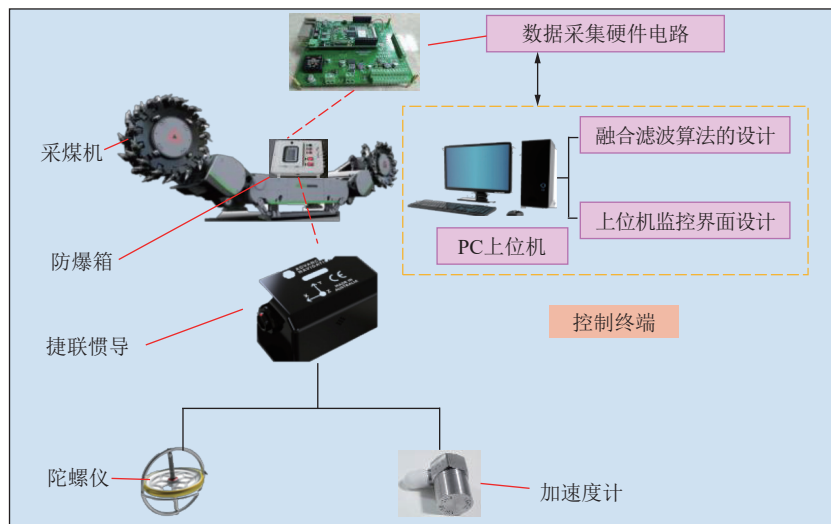 数据采集硬件电路
采煤机
融合滤波算法的设计
上位机监控界面设计
PC上位机
防爆箱
捷联惯导
控制终端
陀螺仪
加速度计